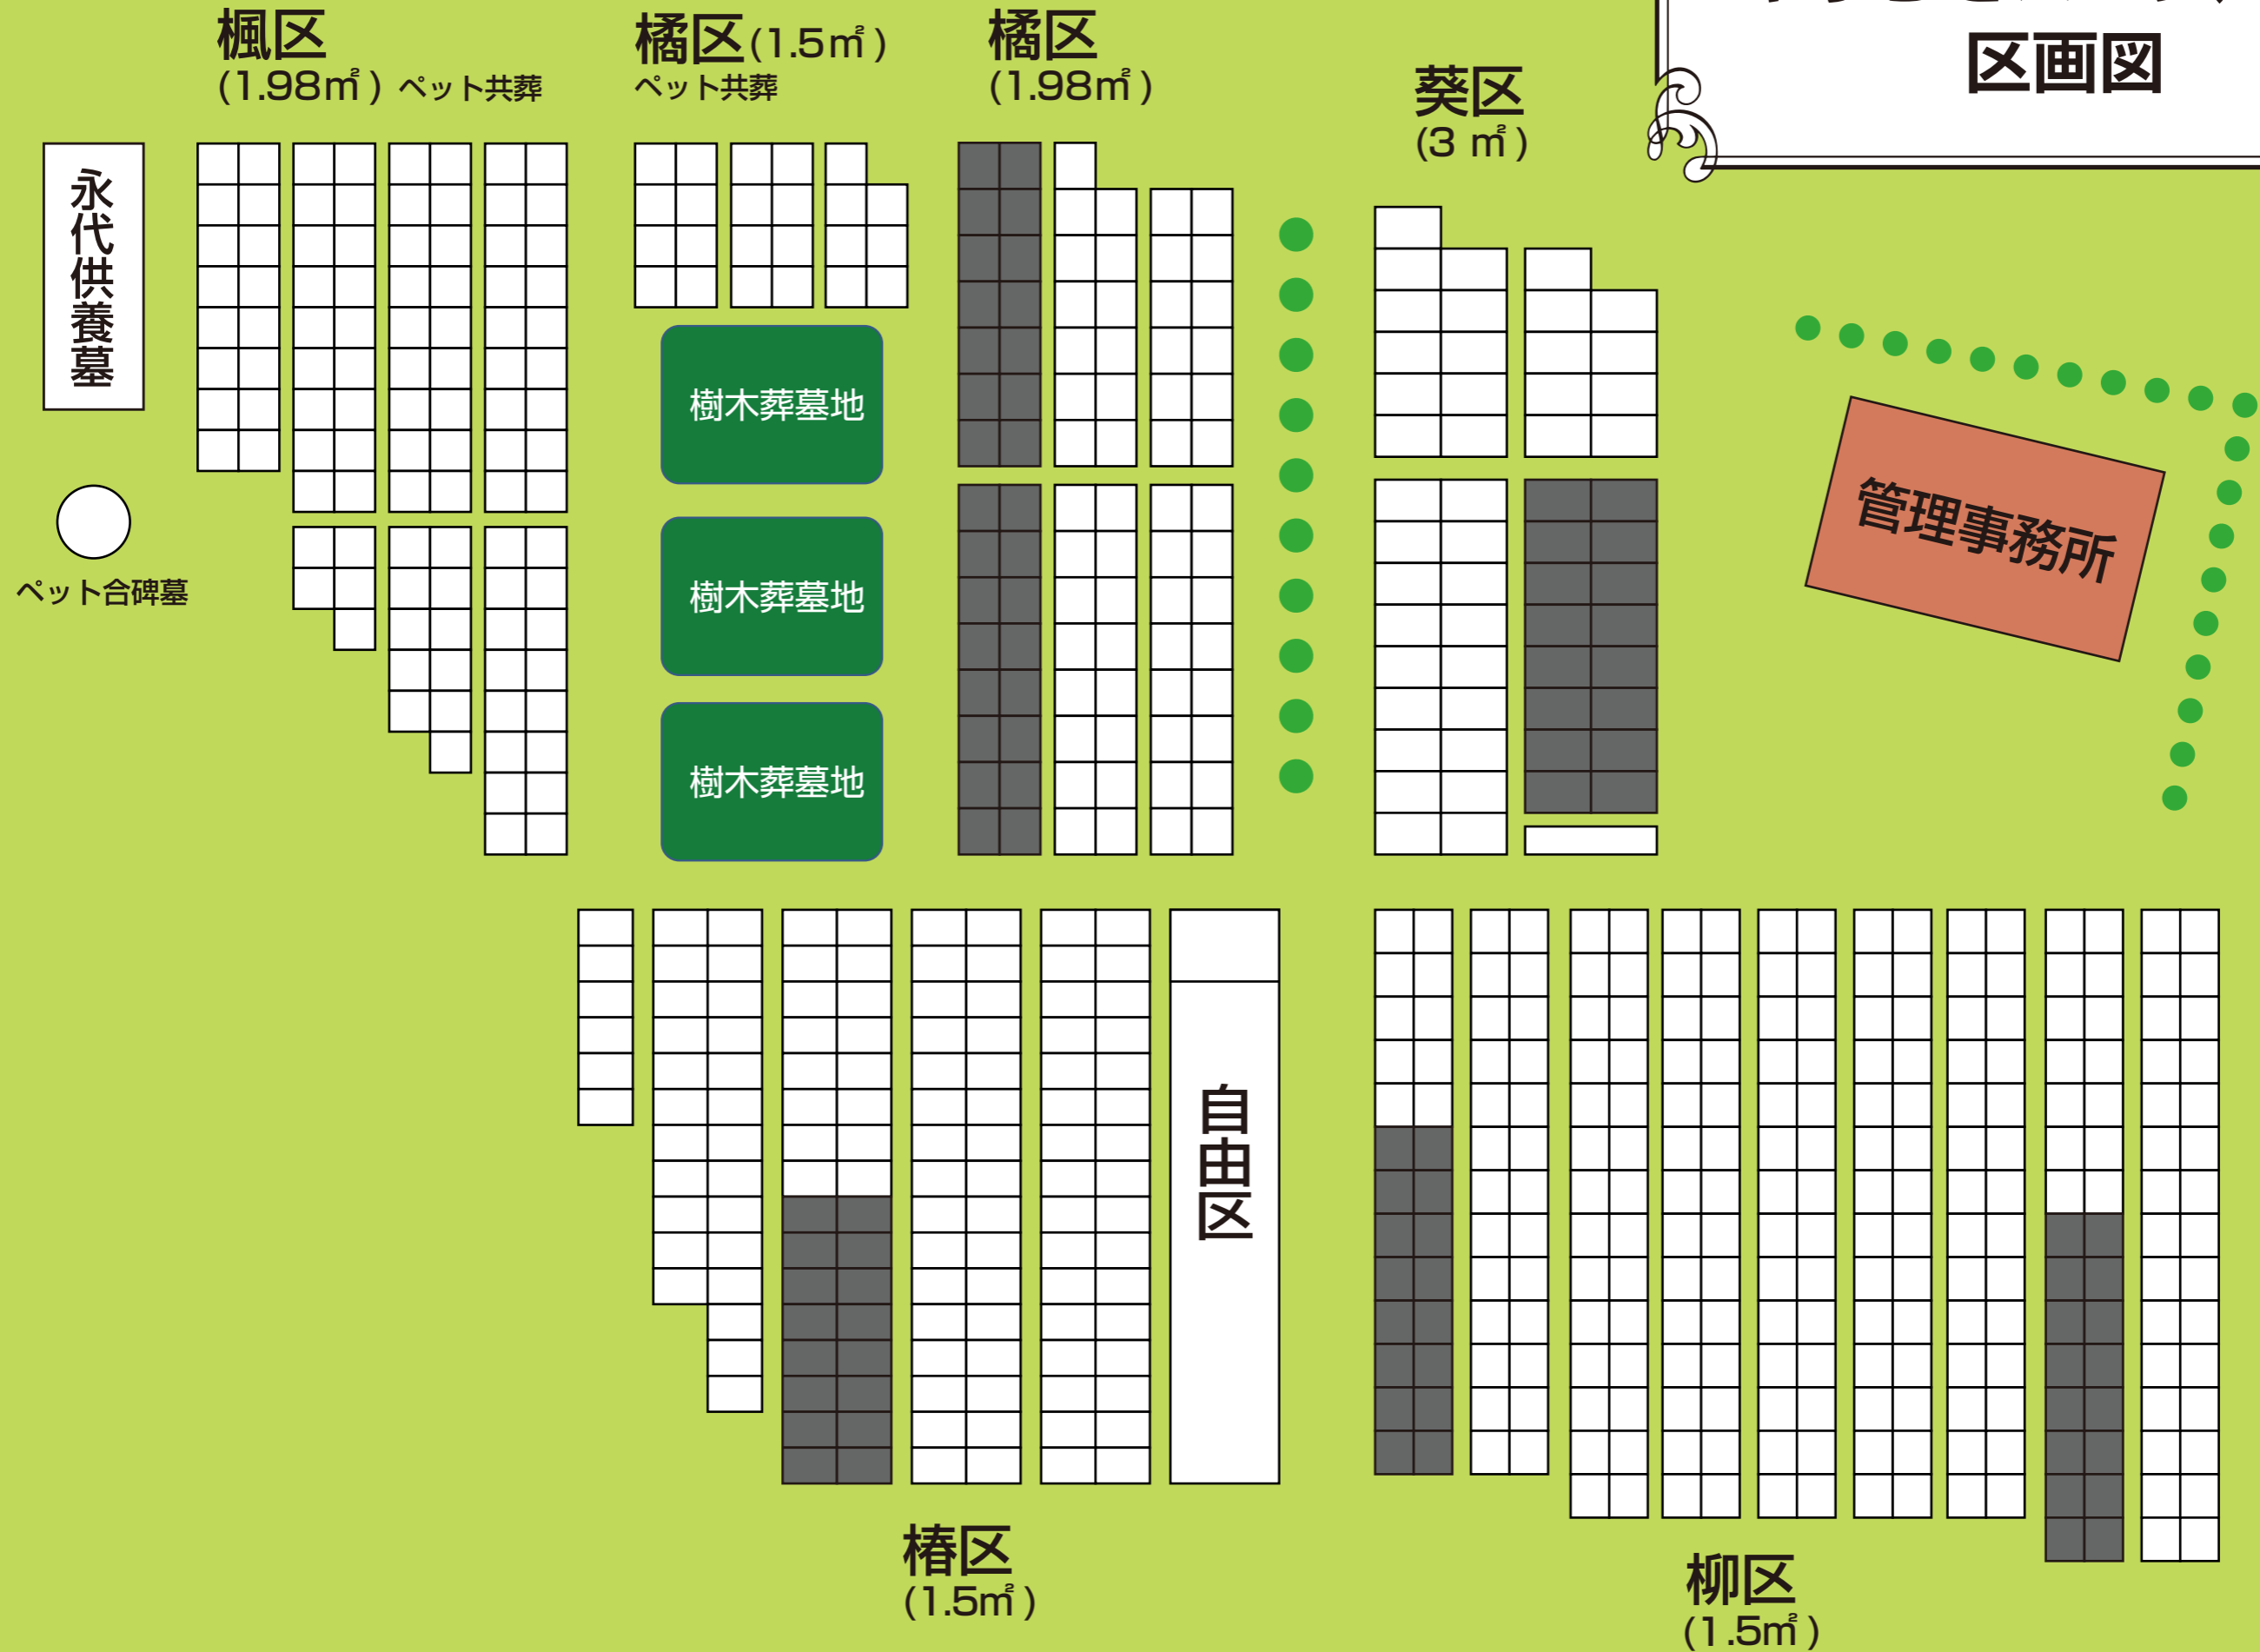 区画図
楓区
(1.98㎡) ペット共葬
橘区(1.5㎡)
ペット共葬
橘区
(1.98㎡)
葵区
(3 ㎡)
永代供養墓
ペット合碑墓
樹木葬墓地
樹木葬墓地
樹木葬墓地
管理事務所
自由区
椿区
(1.5㎡)
柳区
(1.5㎡)